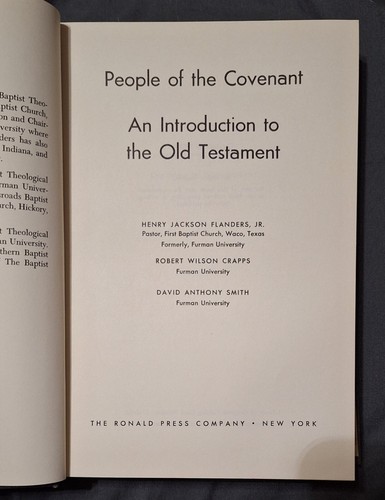 Baptist Theo-
ptist Church,
on and Chair-
versity where
ders has also
Indiana, and
t Theological
rman Univer-
roads Baptist
rch, Hickory,
t Theological
an University.
thern Baptist
The Baptist
People of the Covenant
An Introduction to
the Old Testament
HENRY JACKSON FLANDERS, JR.
Pastor, First Baptist Church, Waco, Texas
Formerly, Furman University
ROBERT WILSON CRAPPS
Furman University
DAVID ANTHONY SMITH
Furman University
THE RONALD PRESS COMPANY • NEW YORK